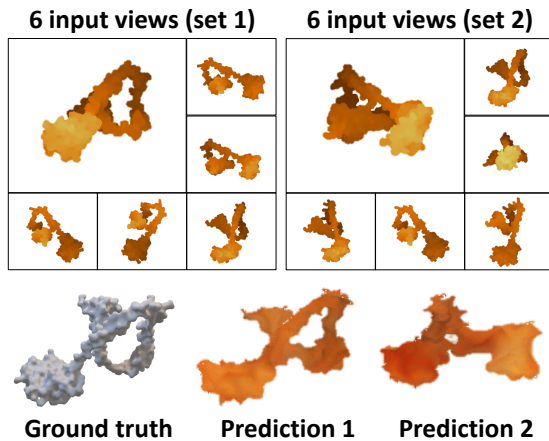 6 input views (set 1) 6 input views (set 2)
Ground truth Prediction 1 Prediction 2